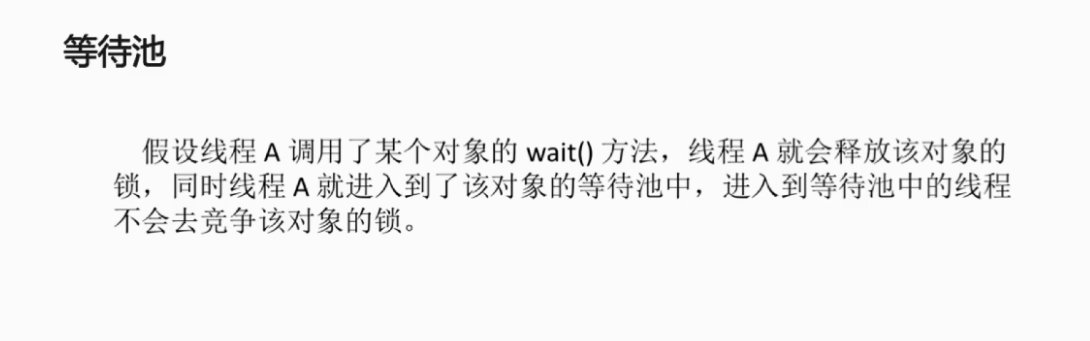 等待池
假设线程 A 调用了某个对象的 wait() 方法，线程 A 就会释放该对象的
锁，同时线程 A 就进入到了该对象的等待池中，进入到等待池中的线程
不会去竞争该对象的锁。